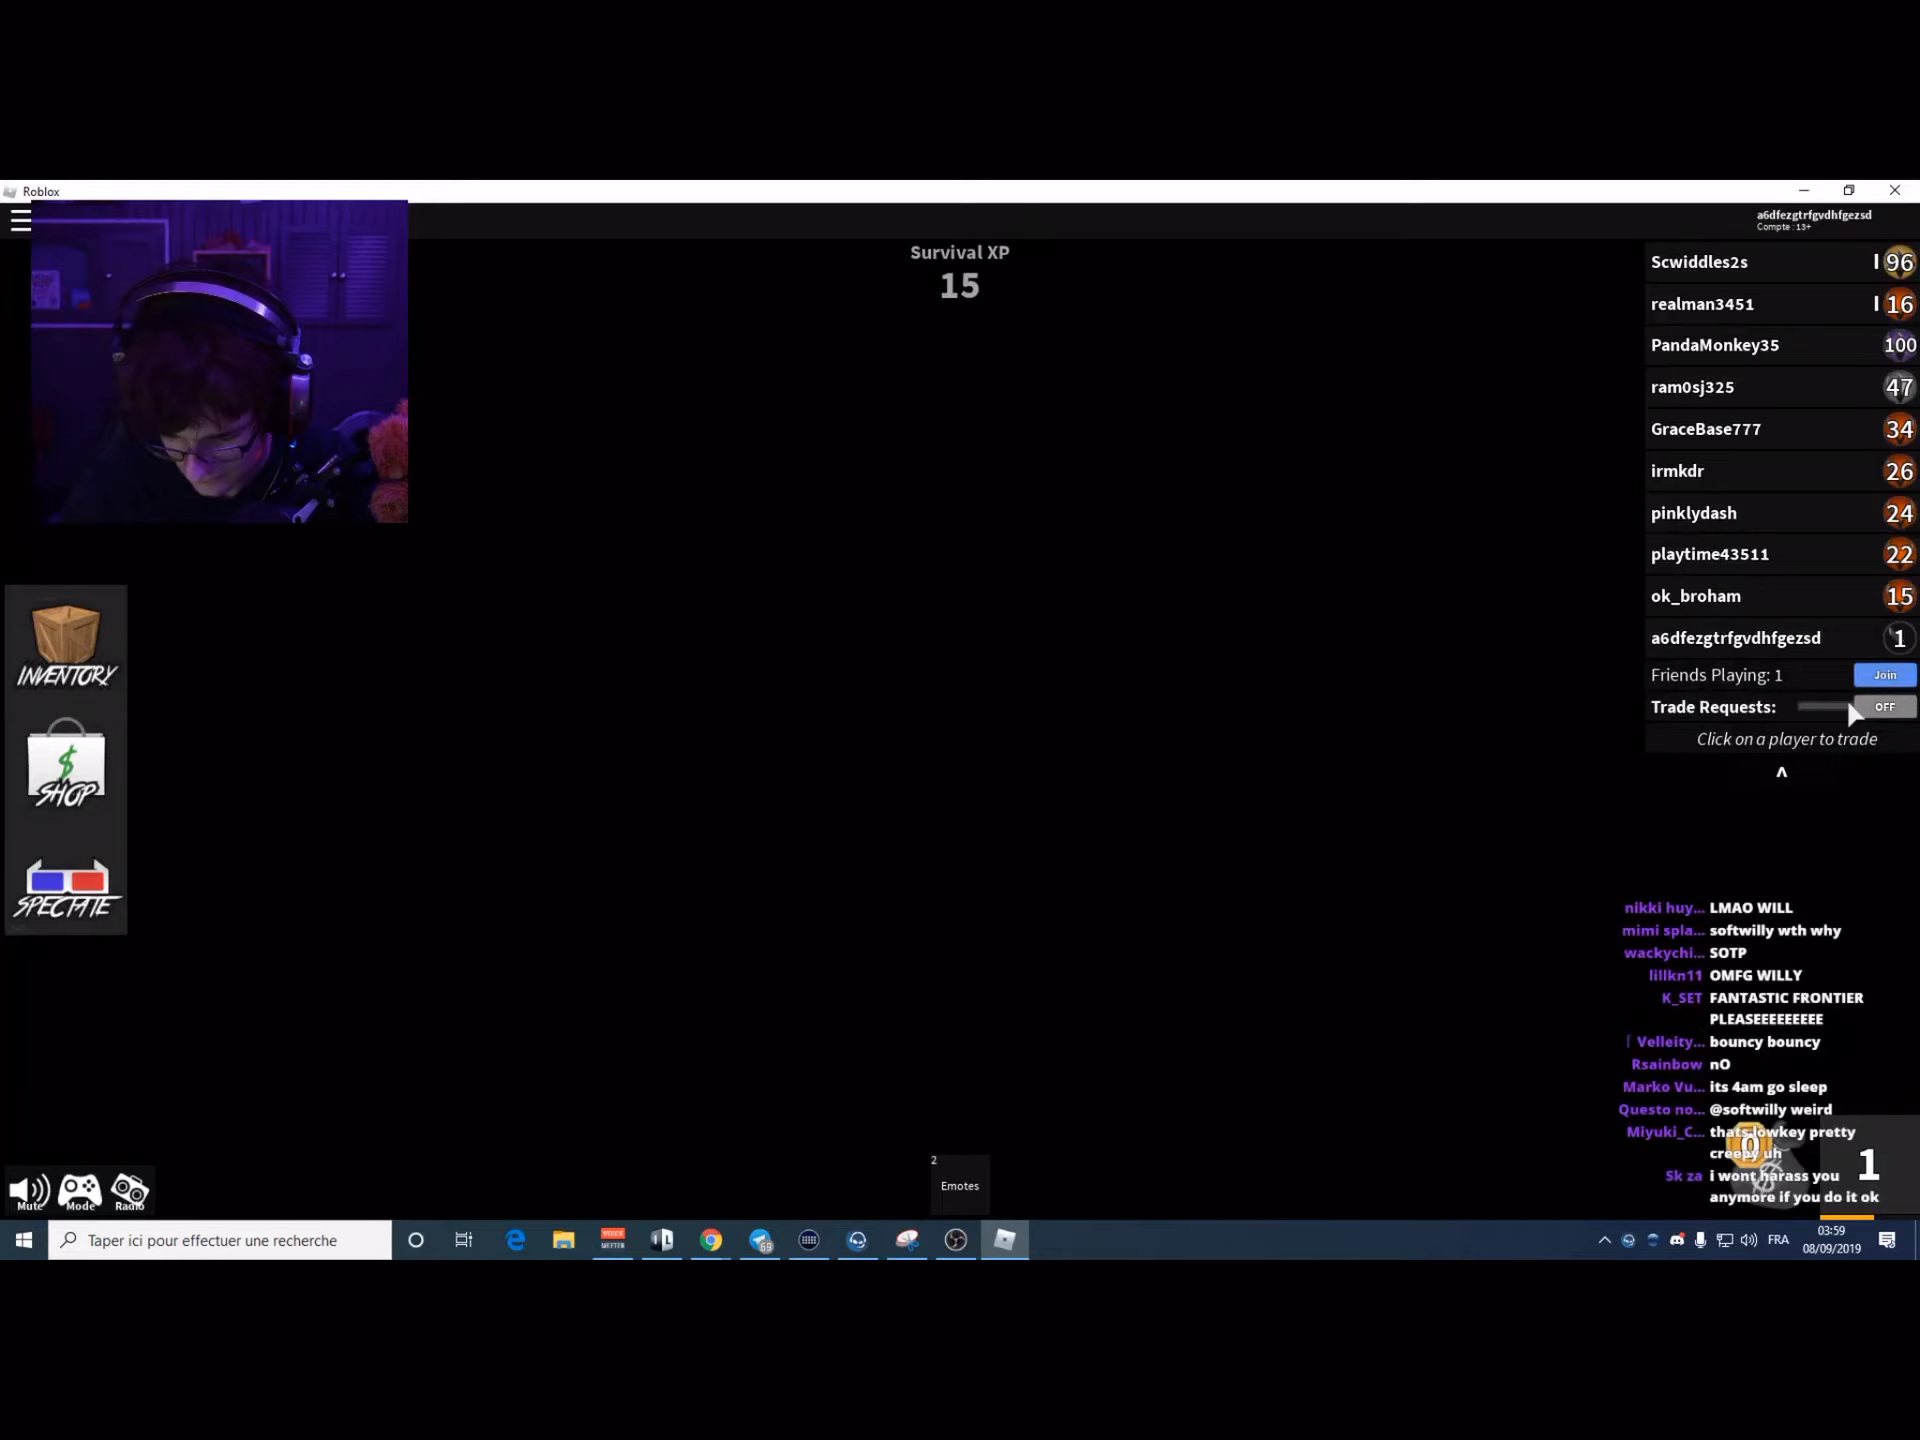 Roblox
a6dfezgtrfgvdhfgezsd
Compte : 13+
Survival XP
15
Scwiddles2s I 96
realman3451 I 16
PandaMonkey35 100
ram0sj325 47
GraceBase777 34
irmkdr 26
pinklydash 24
playtime43511 22
ok_broham 15
a6dfezgtrfgvdhfgezsd 1
Friends Playing: 1 Join
Trade Requests: OFF
Click on a player to trade
^
INVENTORY
$
SHOP
SPECTATE
nikki huy... LMAO WILL
mimi spla... softwilly wth why
wackychi... SOTP
lillkn11 OMFG WILLY
K_SET FANTASTIC FRONTIER
PLEASEEEEEEEEE
「 Velleity... bouncy bouncy
Rsainbow nO
Marko Vu... its 4am go sleep
Questo no... @softwilly weird
Miyuki_C... thats lowkey pretty
creepy uh
Sk za i wont harass you
anymore if you do it ok
0
$
1
Mute Mode Radio
2
Emotes
Taper ici pour effectuer une recherche
VOICE
MEETER
69
FRA
03:59
08/09/2019